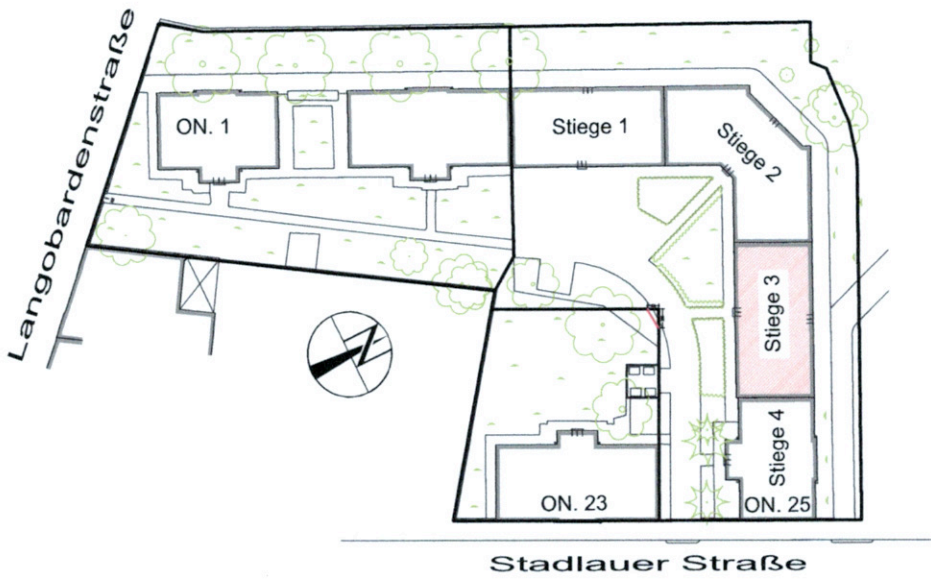 Langobardenstraße
ON. 1
Stiege 1
Stiege 2
Stiege 3
N
Stiege 4
ON. 23
ON. 25
Stadlauer Straße